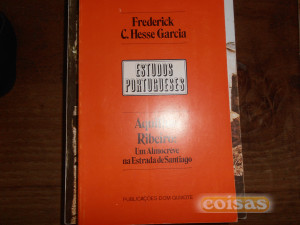 Frederick
C. Hesse Garcia
ESTUDOS
PORTUGUESES
Ribeiro
Um Almocreve
na Estrada de Santiago
PUBLICAÇÕES DOM QUIXOTE
coisas